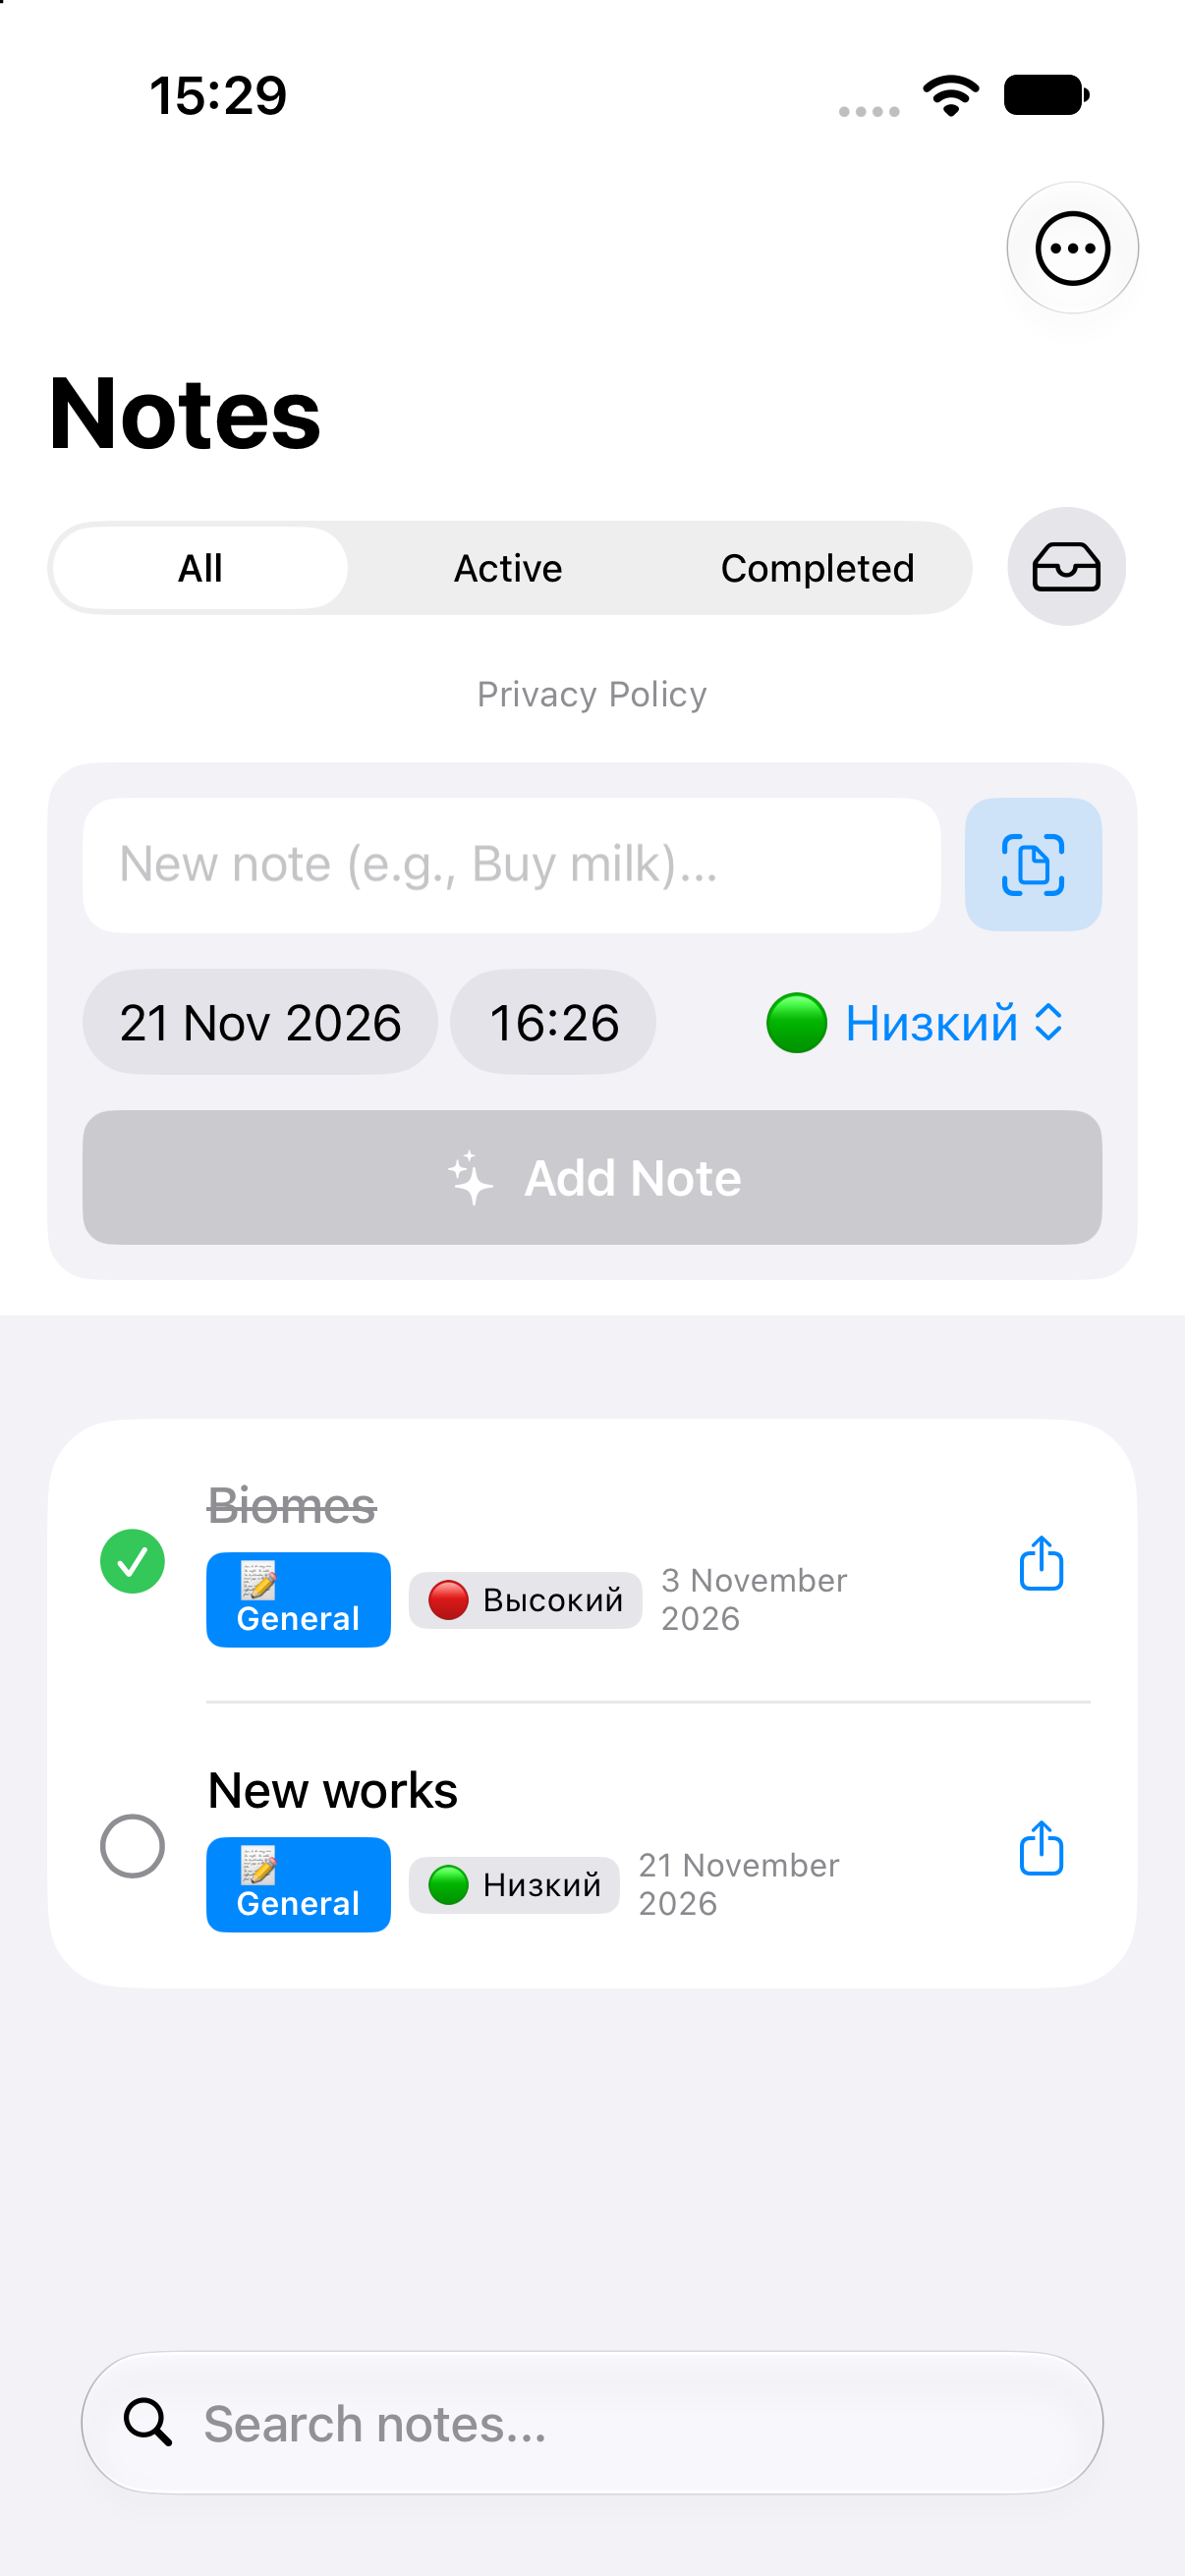 15:29
Notes
All Active Completed
Privacy Policy
New note (e.g., Buy milk)...
21 Nov 2026 16:26 Низкий
Add Note
Biomes
General
Высокий
3 November
2026
New works
General
Низкий
21 November
2026
Search notes...